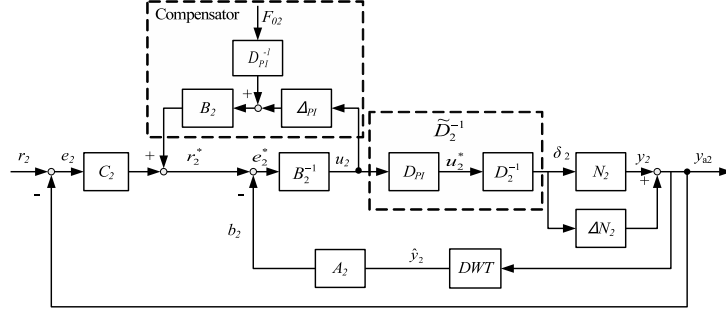 Compensator
F02
D_PI^-1
B2 + Δ_PI
D̃2^-1
r2 e2 C2 + r2* e2* B2^-1 u2 D_PI u2* D2^-1 δ2 N2 y2 ya2
- - +
ΔN2
b2
A2 ŷ2 DWT